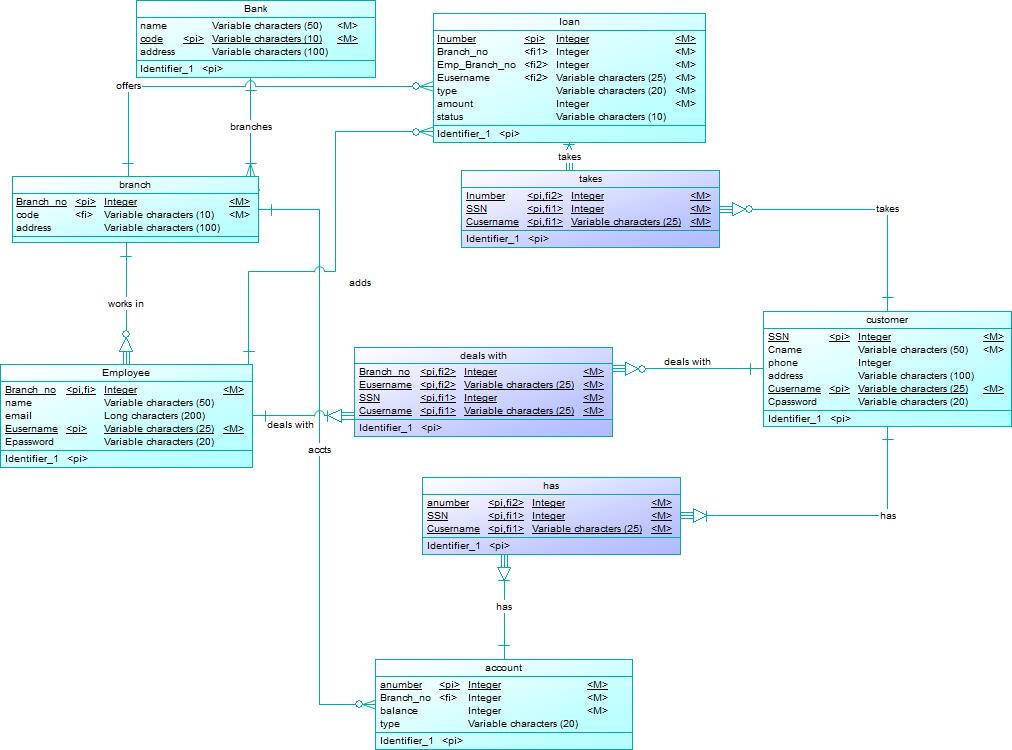 Bank
name Variable characters (50) <M>
code <pi> Variable characters (10) <M>
address Variable characters (100)
Identifier_1 <pi>
loan
lnumber <pi> Integer <M>
Branch_no <fi1> Integer <M>
Emp_Branch_no <fi2> Integer <M>
Eusername <fi2> Variable characters (25) <M>
type Variable characters (20) <M>
amount Integer <M>
status Variable characters (10)
Identifier_1 <pi>
offers
branches
takes
branch
Branch_no <pi> Integer <M>
code <fi> Variable characters (10) <M>
address Variable characters (100)
takes
lnumber <pi,fi2> Integer <M>
SSN <pi,fi1> Integer <M>
Cusername <pi,fi1> Variable characters (25) <M>
Identifier_1 <pi>
takes
adds
works in
customer
SSN <pi> Integer <M>
Cname Variable characters (50) <M>
phone Integer
address Variable characters (100)
Cusername <pi> Variable characters (25) <M>
Cpassword Variable characters (20)
Identifier_1 <pi>
deals with
Branch_no <pi,fi2> Integer <M>
Eusername <pi,fi2> Variable characters (25) <M>
SSN <pi,fi1> Integer <M>
Cusername <pi,fi1> Variable characters (25) <M>
Identifier_1 <pi>
deals with
Employee
Branch_no <pi,fi> Integer <M>
name Variable characters (50)
email Long characters (200)
Eusername <pi> Variable characters (25) <M>
Epassword Variable characters (20)
Identifier_1 <pi>
deals with
accts
has
anumber <pi,fi2> Integer <M>
SSN <pi,fi1> Integer <M>
Cusername <pi,fi1> Variable characters (25) <M>
Identifier_1 <pi>
has
has
account
anumber <pi> Integer <M>
Branch_no <fi> Integer <M>
balance Integer <M>
type Variable characters (20)
Identifier_1 <pi>